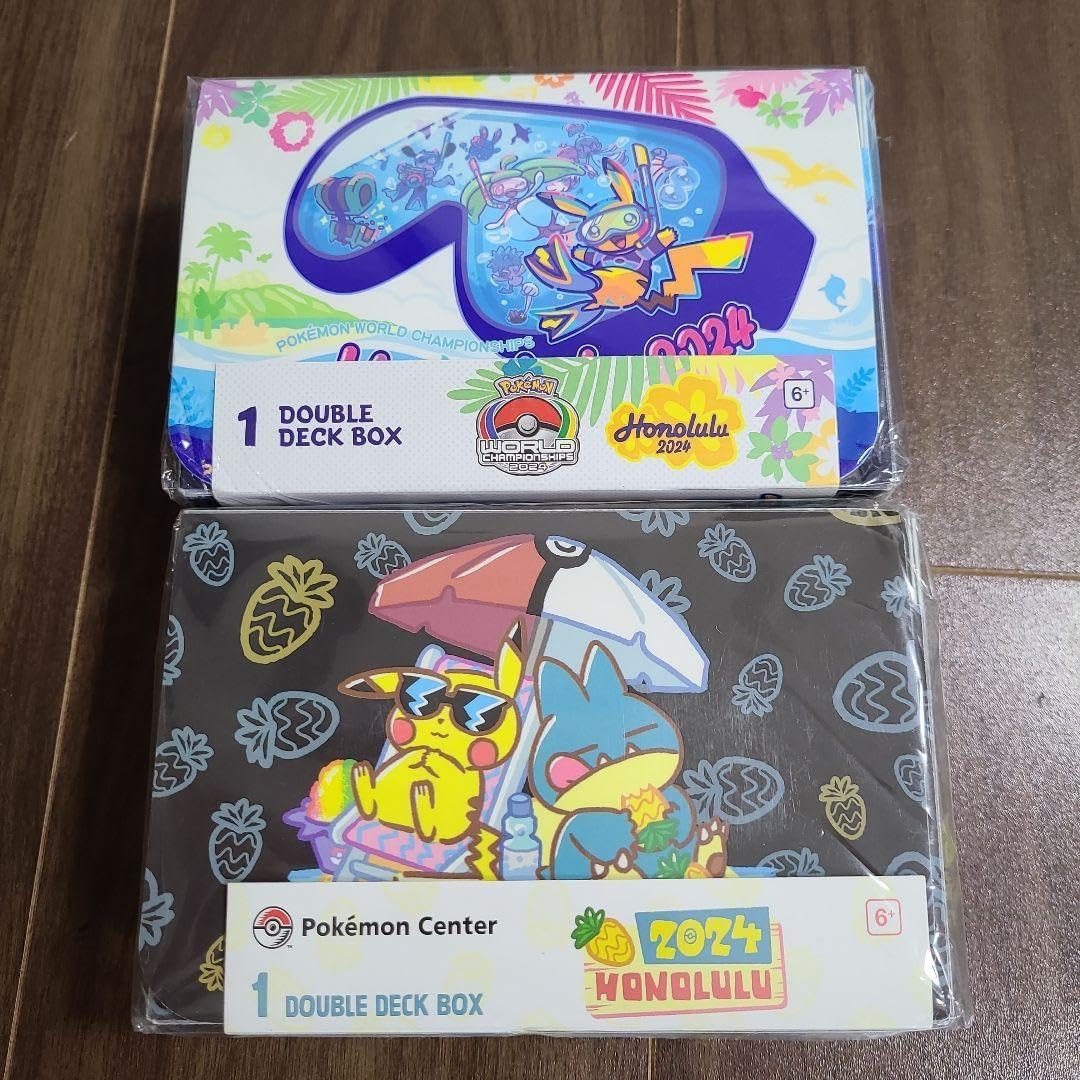 POKÉMON WORLD CHAMPIONSHIPS
2024
1 DOUBLE
DECK BOX
Pokémon
WORLD
CHAMPIONSHIPS
2024
Honolulu
2024
6+
Pokémon Center
1 DOUBLE DECK BOX
2024
HONOLULU
6+